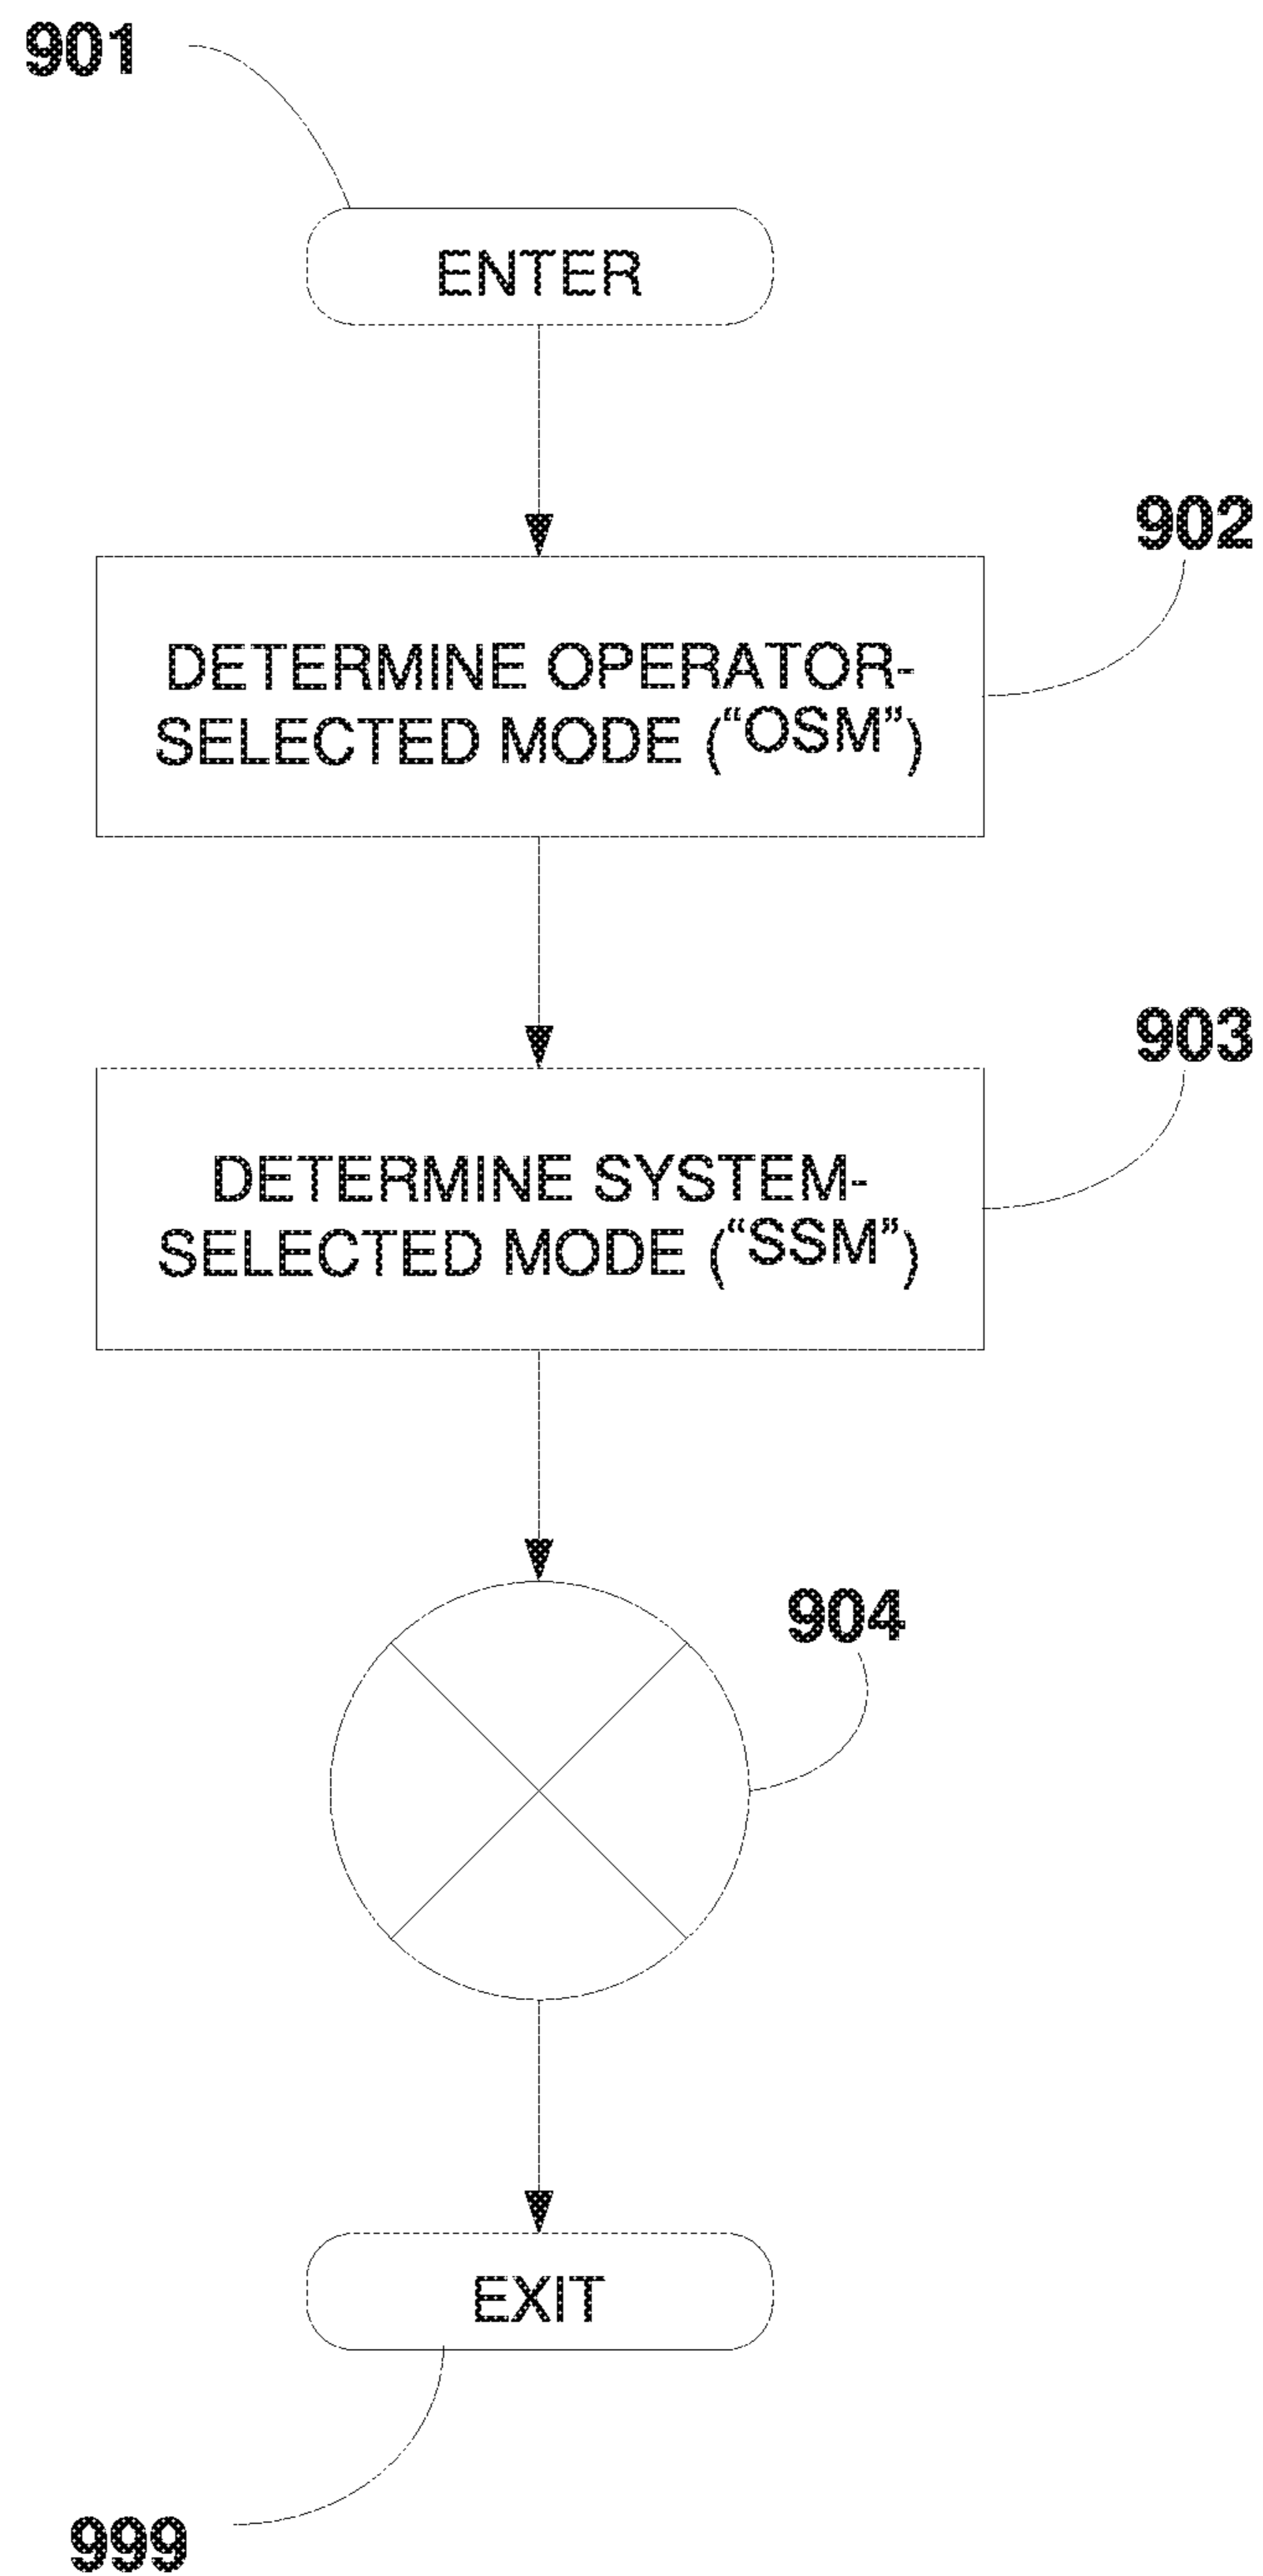 901
ENTER
902
DETERMINE OPERATOR-
SELECTED MODE (“OSM”)
903
DETERMINE SYSTEM-
SELECTED MODE (“SSM”)
904
EXIT
999